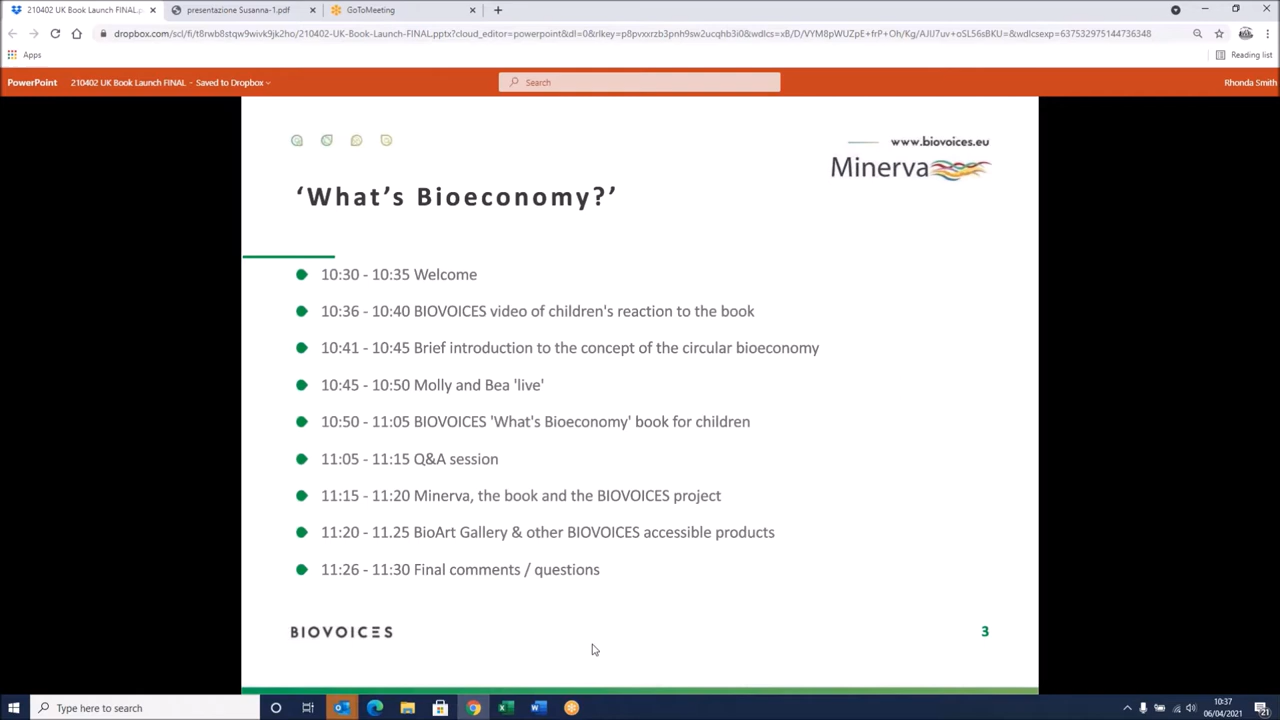 210402 UK Book Launch FINAL.p
presentazione Susanna-1.pdf
GoToMeeting
Apps
Reading list
PowerPoint
210402 UK Book Launch FINAL - Saved to Dropbox
Search
Rhonda Smith
www.biovoices.eu
Minerva
‘What’s Bioeconomy?’
10:30 - 10:35 Welcome
10:36 - 10:40 BIOVOICES video of children's reaction to the book
10:41 - 10:45 Brief introduction to the concept of the circular bioeconomy
10:45 - 10:50 Molly and Bea 'live'
10:50 - 11:05 BIOVOICES 'What's Bioeconomy' book for children
11:05 - 11:15 Q&A session
11:15 - 11:20 Minerva, the book and the BIOVOICES project
11:20 - 11.25 BioArt Gallery & other BIOVOICES accessible products
11:26 - 11:30 Final comments / questions
BIOVOICES
3
Type here to search
10:37
06/04/2021